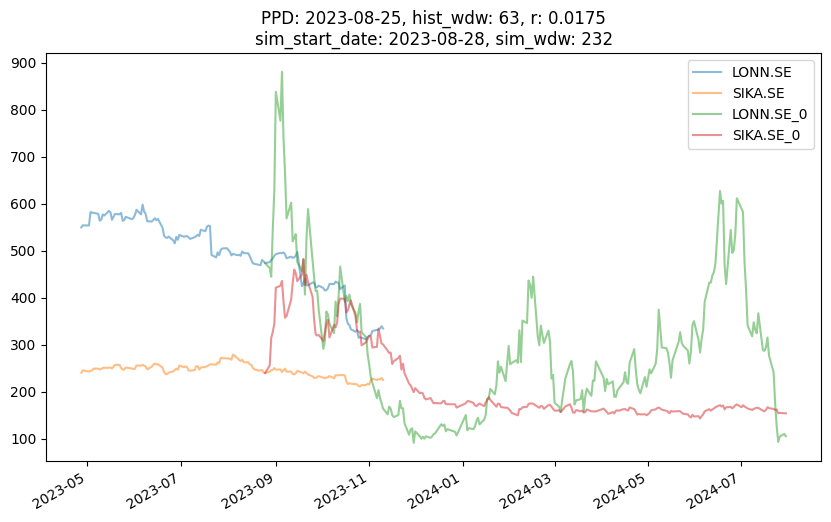 PPD: 2023-08-25, hist_wdw: 63, r: 0.0175
sim_start_date: 2023-08-28, sim_wdw: 232
900
800
700
600
500
400
300
200
100
LONN.SE
SIKA.SE
LONN.SE_0
SIKA.SE_0
2023-05
2023-07
2023-09
2023-11
2024-01
2024-03
2024-05
2024-07